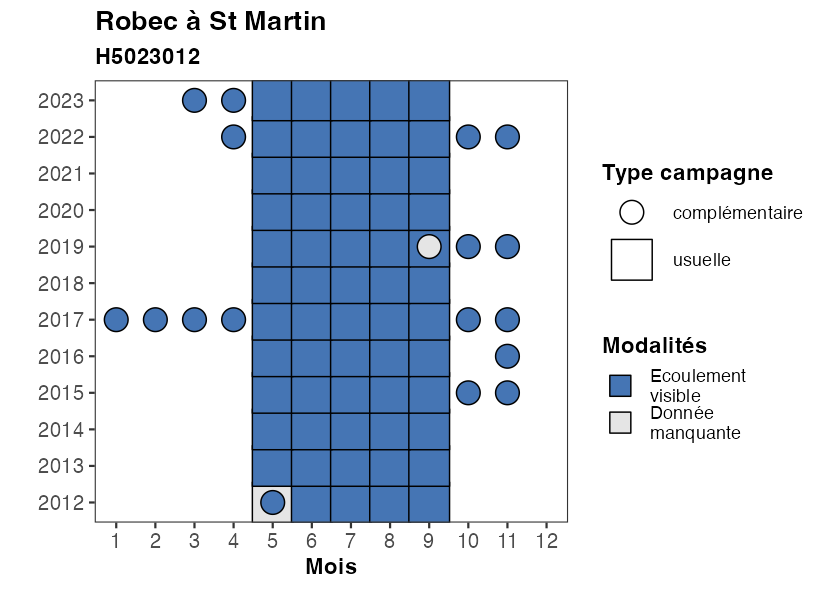 Robec à St Martin
H5023012
2023
2022
2021
2020
2019
2018
2017
2016
2015
2014
2013
2012
1 2 3 4 5 6 7 8 9 10 11 12
Mois
Type campagne
complémentaire
usuelle
Modalités
Ecoulement
visible
Donnée
manquante